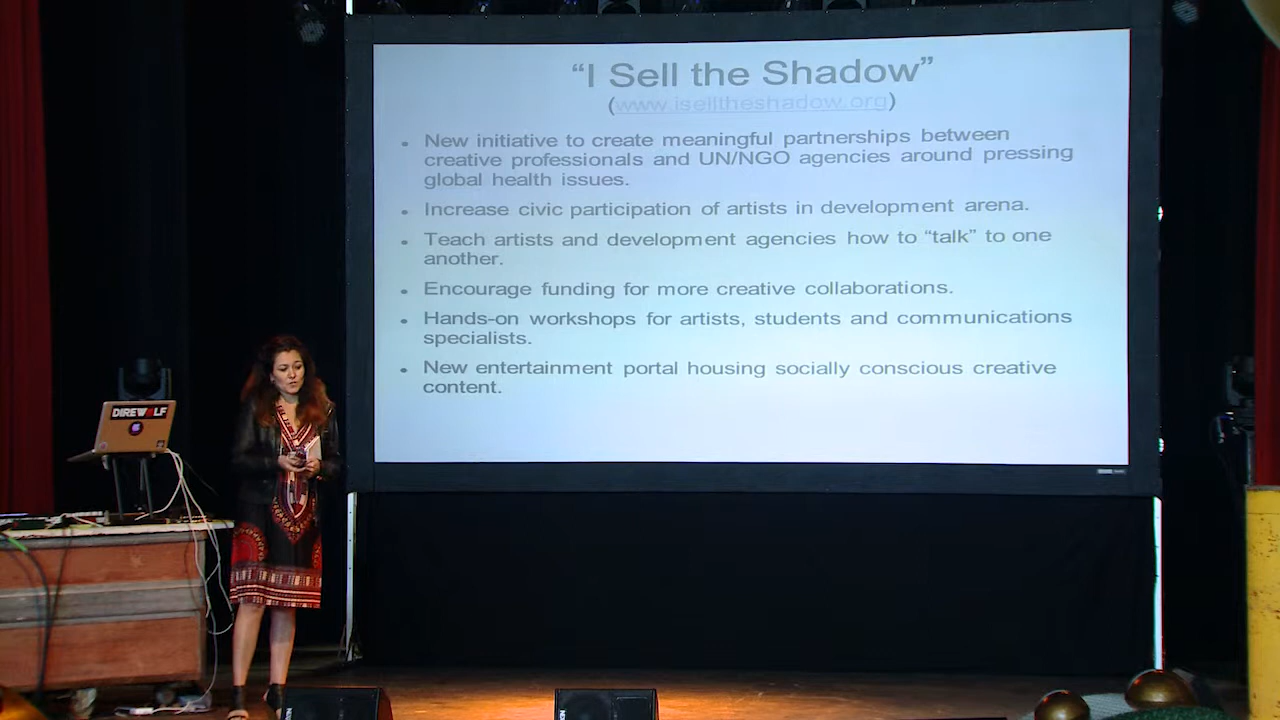 “I Sell the Shadow”
(www.iselltheshadow.org)
• New initiative to create meaningful partnerships between
creative professionals and UN/NGO agencies around pressing
global health issues.
• Increase civic participation of artists in development arena.
• Teach artists and development agencies how to “talk” to one
another.
• Encourage funding for more creative collaborations.
• Hands-on workshops for artists, students and communications
specialists.
• New entertainment portal housing socially conscious creative
content.
DIREWOLF